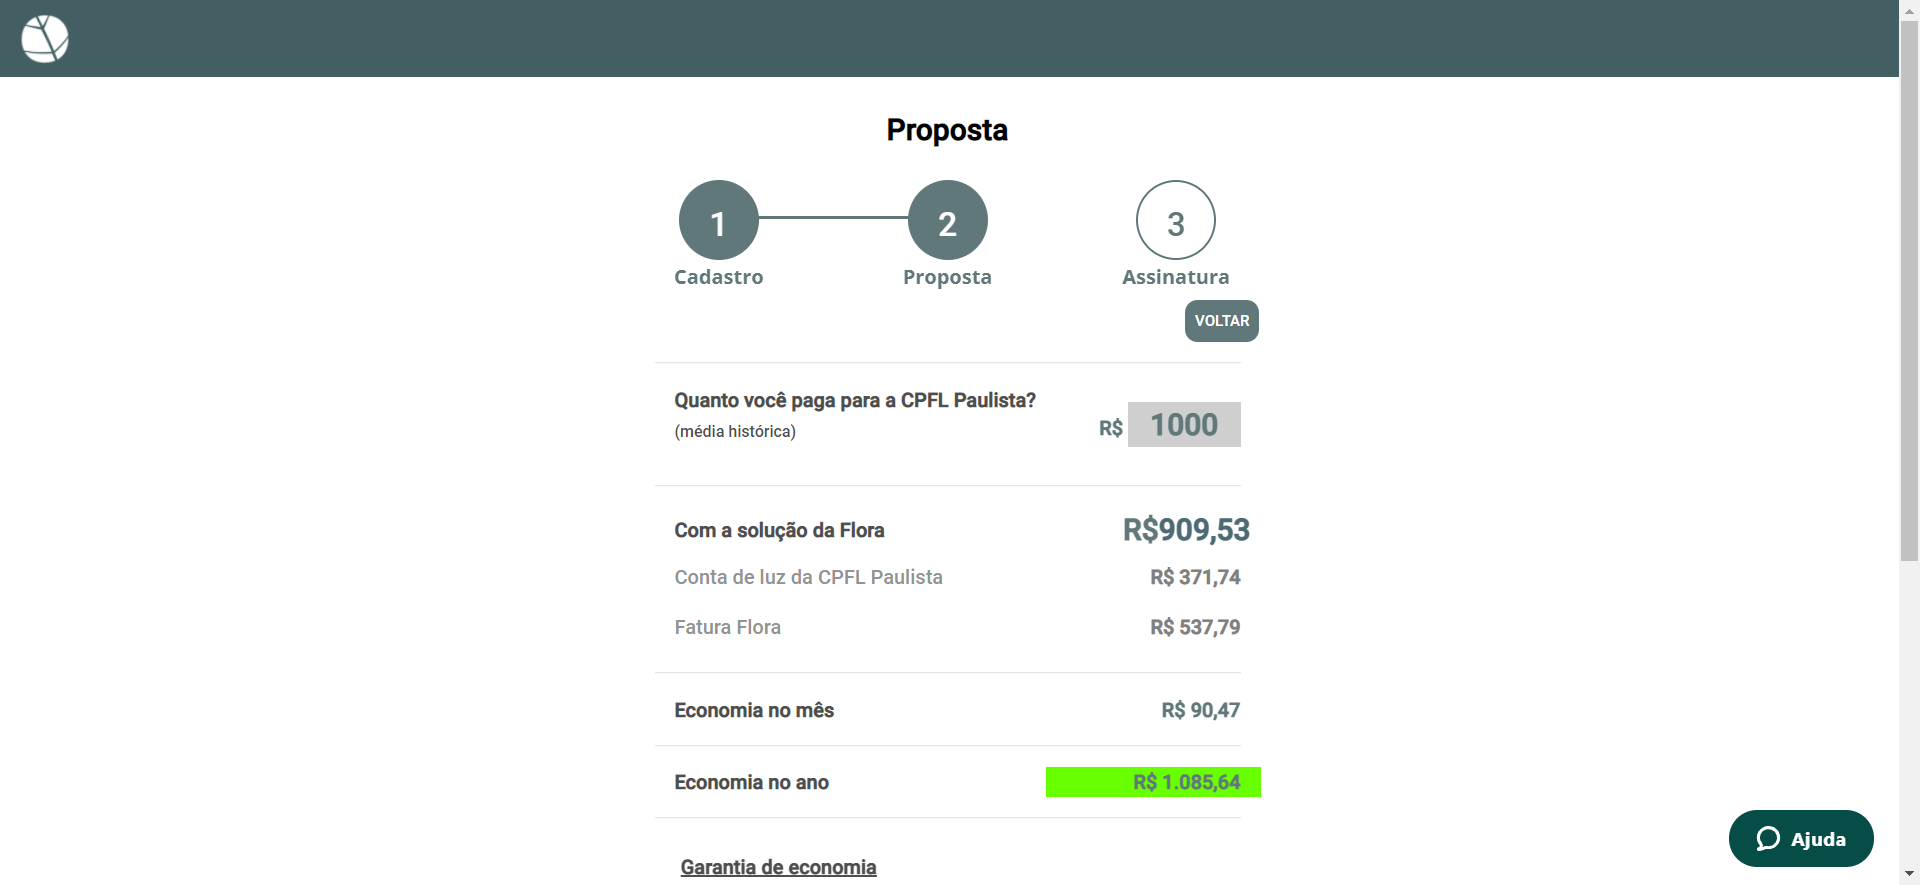 Proposta
1
2
3
Cadastro
Proposta
Assinatura
VOLTAR
Quanto você paga para a CPFL Paulista?
(média histórica)
R$ 1000
Com a solução da Flora R$909,53
Conta de luz da CPFL Paulista R$ 371,74
Fatura Flora R$ 537,79
Economia no mês R$ 90,47
Economia no ano R$ 1.085,64
Garantia de economia
Ajuda